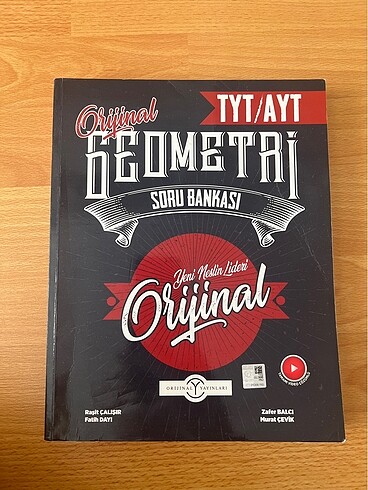 TYT/AYT
Orijinal
GEOMETRİ
SORU BANKASI
Yeni Neslin Lideri
Orijinal
ORİJİNAL YAYINLARI
Raşit ÇALIŞIR
Fatih DAYI
Zafer BALCI
Murat ÇEVİK